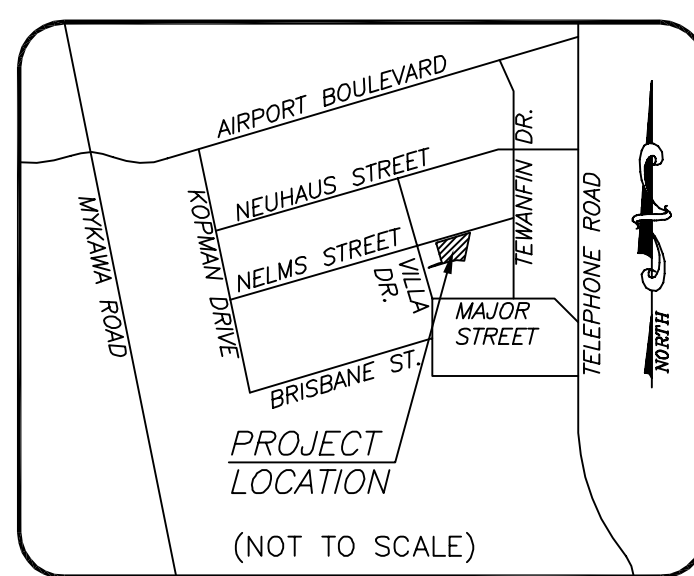 AIRPORT BOULEVARD
NEUHAUS STREET
NELMS STREET
KOPMAN DRIVE
MYKAWA ROAD
VILLA
DR.
TEWANFIN DR.
TELEPHONE ROAD
MAJOR
STREET
BRISBANE ST.
NORTH
PROJECT
LOCATION
(NOT TO SCALE)